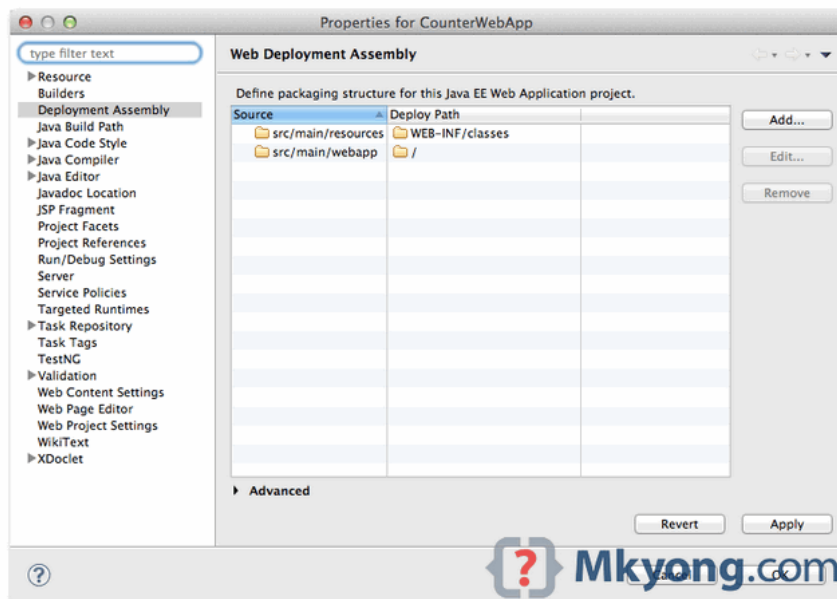 Properties for CounterWebApp
type filter text
Resource
Builders
Deployment Assembly
Java Build Path
Java Code Style
Java Compiler
Java Editor
Javadoc Location
JSP Fragment
Project Facets
Project References
Run/Debug Settings
Server
Service Policies
Targeted Runtimes
Task Repository
Task Tags
TestNG
Validation
Web Content Settings
Web Page Editor
Web Project Settings
WikiText
XDoclet
Web Deployment Assembly
Define packaging structure for this Java EE Web Application project.
Source Deploy Path
src/main/resources WEB-INF/classes
src/main/webapp /
Add...
Edit...
Remove
Advanced
Revert Apply
Cancel OK
? Mkyong.com
?